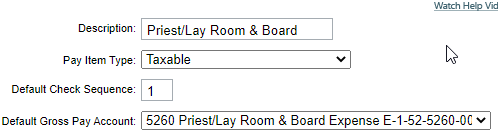 Watch Help Vid
Description: Priest/Lay Room & Board
Pay Item Type: Taxable
Default Check Sequence: 1
Default Gross Pay Account: 5260 Priest/Lay Room & Board Expense E-1-52-5260-00